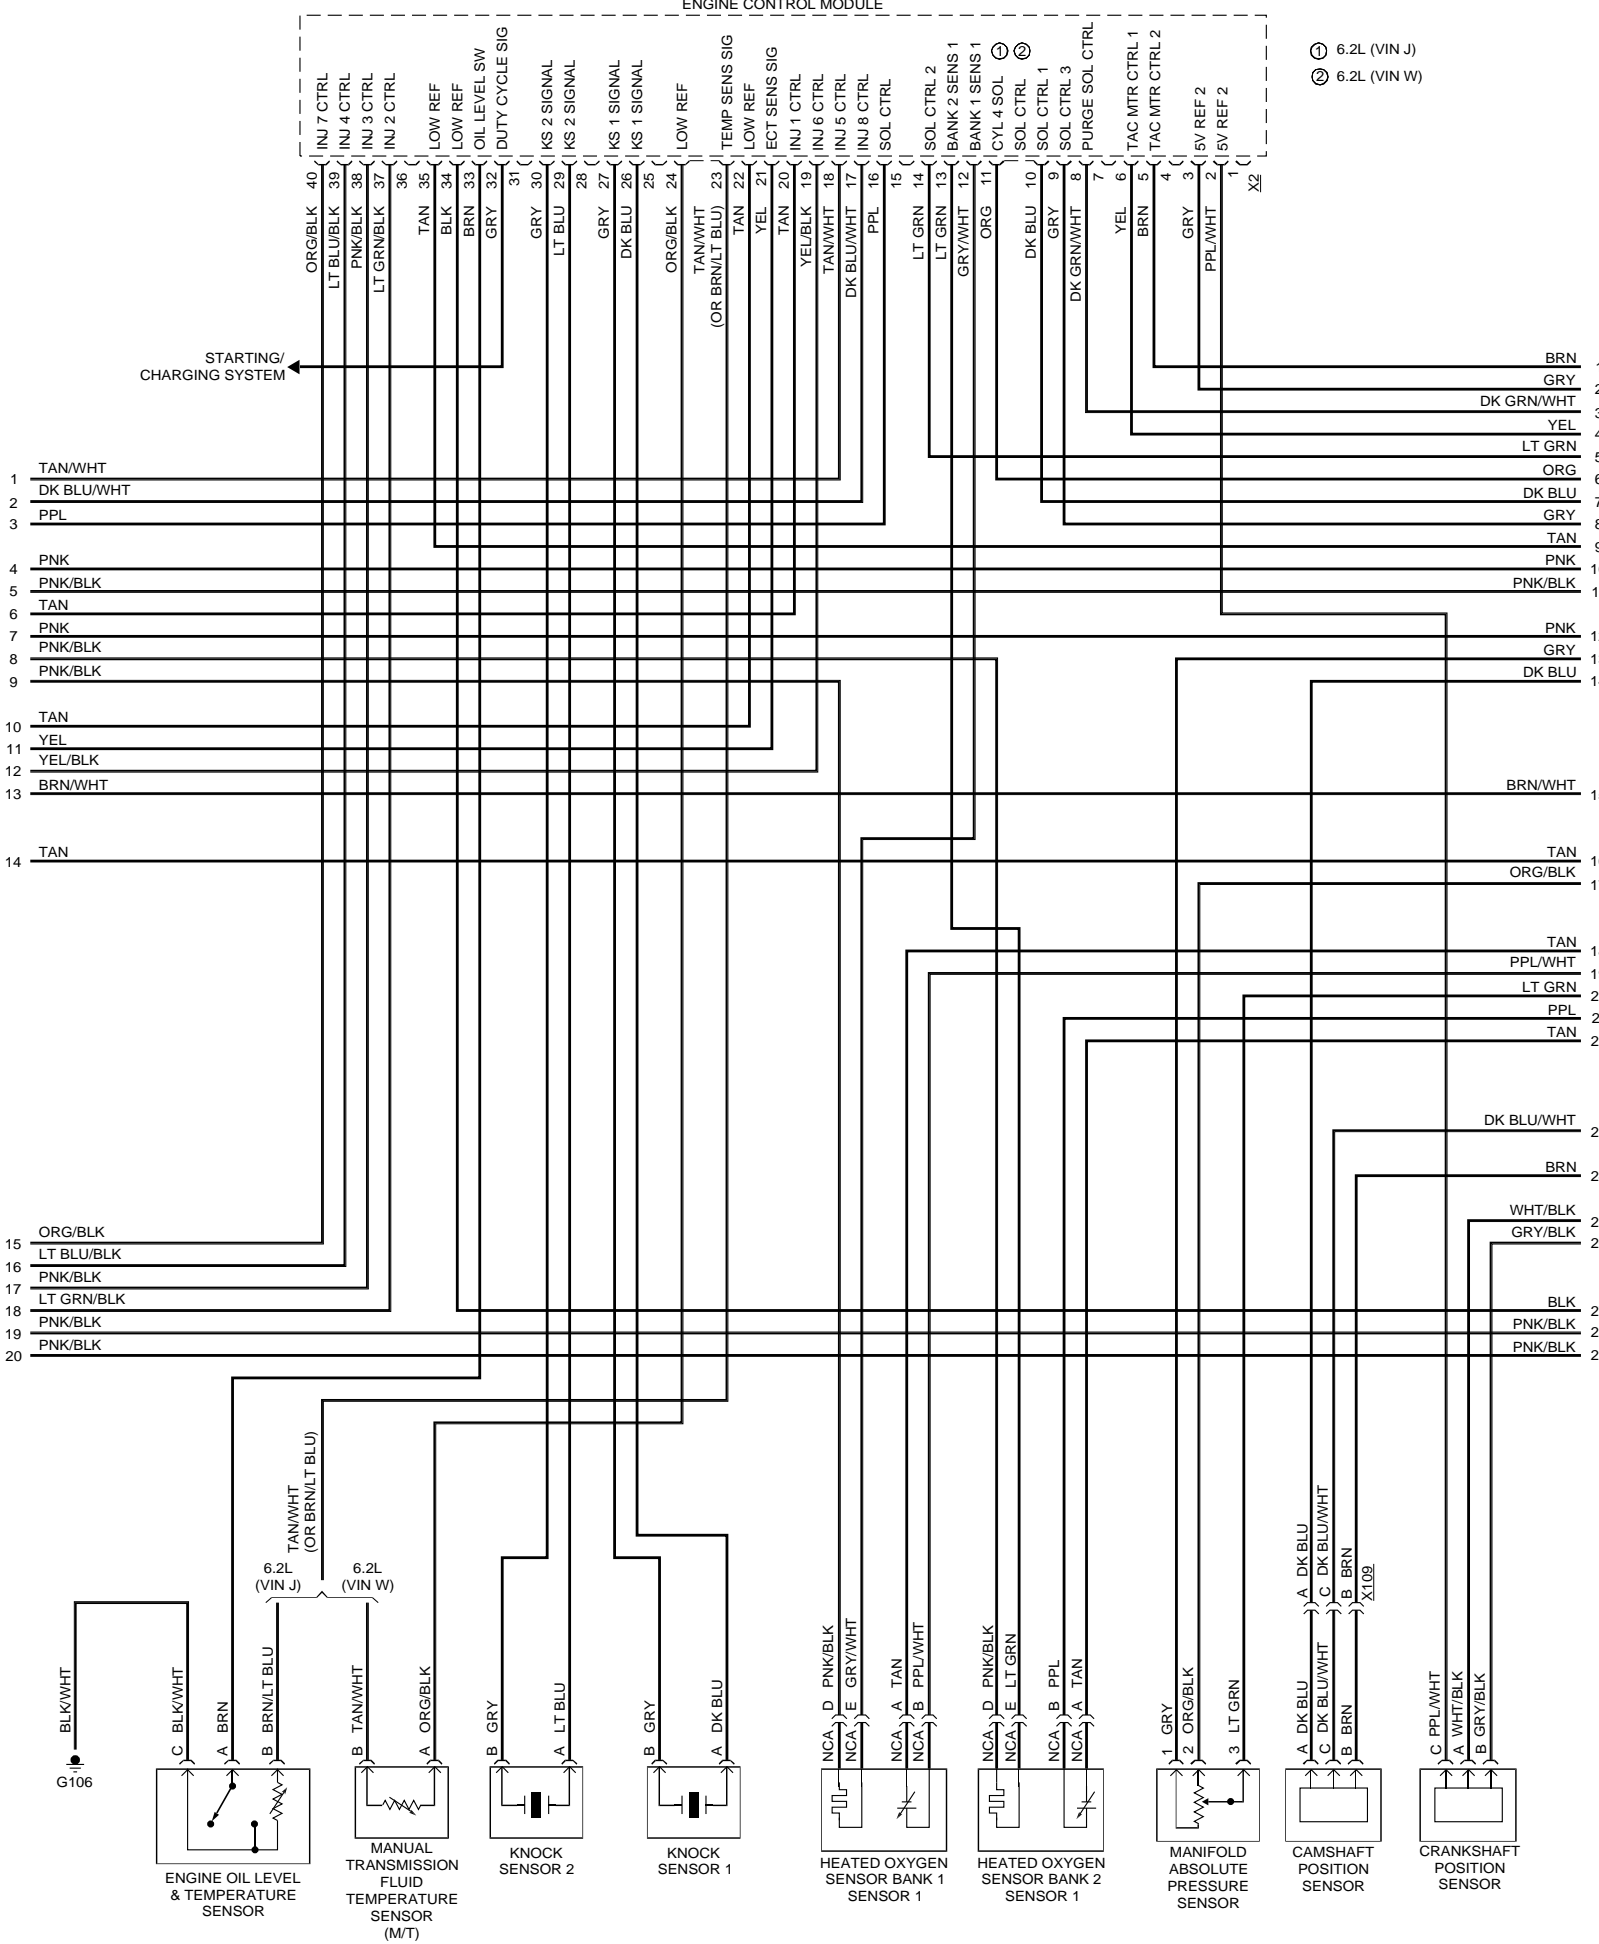 ENGINE CONTROL MODULE
① 6.2L (VIN J)
② 6.2L (VIN W)
INJ 7 CTRL
INJ 4 CTRL
INJ 3 CTRL
INJ 2 CTRL
LOW REF
LOW REF
OIL LEVEL SW
DUTY CYCLE SIG
KS 2 SIGNAL
KS 2 SIGNAL
KS 1 SIGNAL
KS 1 SIGNAL
LOW REF
TEMP SENS SIG
LOW REF
ECT SENS SIG
INJ 1 CTRL
INJ 6 CTRL
INJ 5 CTRL
INJ 8 CTRL
SOL CTRL
SOL CTRL 2
BANK 2 SENS 1
BANK 1 SENS 1
CYL 4 SOL ①
SOL CTRL ②
SOL CTRL 1
SOL CTRL 3
PURGE SOL CTRL
TAC MTR CTRL 1
TAC MTR CTRL 2
5V REF 2
5V REF 2
40 39 38 37 36 35 34 33 32 31 30 29 28 27 26 25 24 23 22 21 20 19 18 17 16 15 14 13 12 11 10 9 8 7 6 5 4 3 2 1 X2
ORG/BLK
LT BLU/BLK
PNK/BLK
LT GRN/BLK
TAN
BLK
BRN
GRY
GRY
LT BLU
GRY
DK BLU
ORG/BLK
TAN/WHT
(OR BRN/LT BLU)
TAN
YEL
TAN
YEL/BLK
TAN/WHT
DK BLU/WHT
PPL
LT GRN
LT GRN
GRY/WHT
ORG
DK BLU
GRY
DK GRN/WHT
YEL
BRN
GRY
PPL/WHT
STARTING/
CHARGING SYSTEM
1 TAN/WHT
2 DK BLU/WHT
3 PPL
4 PNK
5 PNK/BLK
6 TAN
7 PNK
8 PNK/BLK
9 PNK/BLK
10 TAN
11 YEL
12 YEL/BLK
13 BRN/WHT
14 TAN
15 ORG/BLK
16 LT BLU/BLK
17 PNK/BLK
18 LT GRN/BLK
19 PNK/BLK
20 PNK/BLK
BRN
GRY
DK GRN/WHT
YEL
LT GRN
ORG
DK BLU
GRY
TAN
PNK
PNK/BLK
PNK
GRY
DK BLU
BRN/WHT
TAN
ORG/BLK
TAN
PPL/WHT
LT GRN
PPL
TAN
DK BLU/WHT
BRN
WHT/BLK
GRY/BLK
BLK
PNK/BLK
PNK/BLK
TAN/WHT
(OR BRN/LT BLU)
6.2L
(VIN J)
6.2L
(VIN W)
A DK BLU
C DK BLU/WHT
B BRN
X109
BLK/WHT
G106
C BLK/WHT
A BRN
B BRN/LT BLU
B TAN/WHT
A ORG/BLK
B GRY
A LT BLU
B GRY
A DK BLU
NCA D PNK/BLK
NCA E GRY/WHT
NCA A TAN
NCA B PPL/WHT
NCA D PNK/BLK
NCA E LT GRN
NCA B PPL
NCA A TAN
1 GRY
2 ORG/BLK
3 LT GRN
A DK BLU
C DK BLU/WHT
B BRN
C PPL/WHT
A WHT/BLK
B GRY/BLK
ENGINE OIL LEVEL
& TEMPERATURE
SENSOR
MANUAL
TRANSMISSION
FLUID
TEMPERATURE
SENSOR
(M/T)
KNOCK
SENSOR 2
KNOCK
SENSOR 1
HEATED OXYGEN
SENSOR BANK 1
SENSOR 1
HEATED OXYGEN
SENSOR BANK 2
SENSOR 1
MANIFOLD
ABSOLUTE
PRESSURE
SENSOR
CAMSHAFT
POSITION
SENSOR
CRANKSHAFT
POSITION
SENSOR